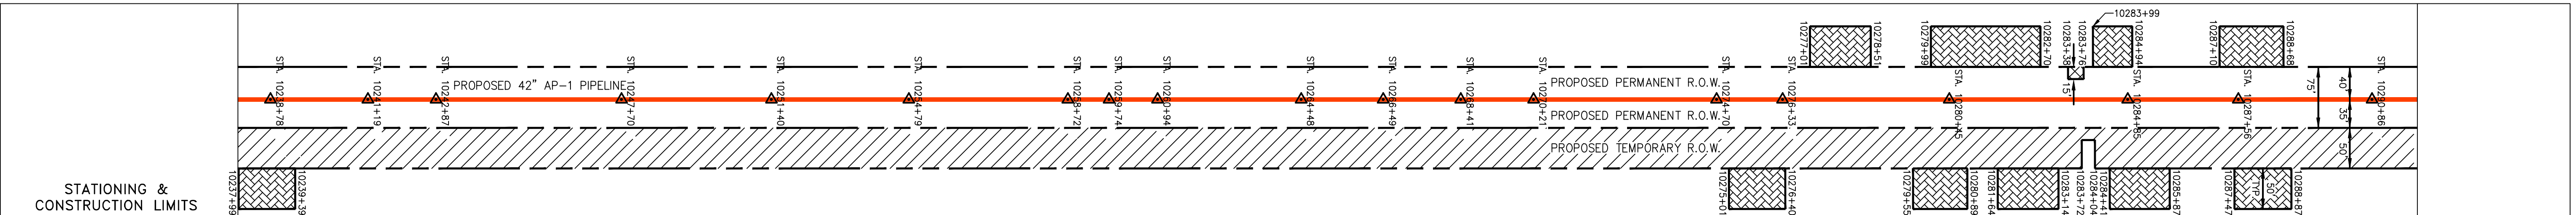 10283+99
10277+01
10278+51
10279+99
10282+70
10283+38
10283+76
10284+94
10287+10
10288+68
STA. 10238+78
STA. 10241+19
STA. 10242+87
PROPOSED 42" AP-1 PIPELINE
STA. 10247+70
STA. 10251+40
STA. 10254+79
STA. 10258+72
STA. 10259+74
STA. 10260+94
STA. 10264+48
STA. 10266+49
STA. 10268+41
STA. 10270+21
PROPOSED PERMANENT R.O.W.
PROPOSED PERMANENT R.O.W.
STA. 10274+70
STA. 10276+33
STA. 10280+45
15'
STA. 10284+85
STA. 10287+56
75'
40'
35'
STA. 10290+86
PROPOSED TEMPORARY R.O.W.
50'
STATIONING &
CONSTRUCTION LIMITS
10237+99
10239+39
10275+01
10276+40
10279+55
10280+89
10281+64
10283+14
10283+72
10284+04
10284+41
10285+87
10287+47
50'
TYP.
10288+87